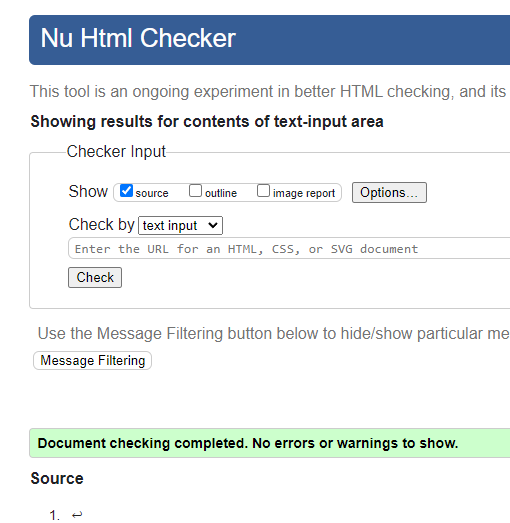 Nu Html Checker
This tool is an ongoing experiment in better HTML checking, and its
Showing results for contents of text-input area
Checker Input
Show source outline image report Options...
Check by text input
Enter the URL for an HTML, CSS, or SVG document
Check
Use the Message Filtering button below to hide/show particular me
Message Filtering
Document checking completed. No errors or warnings to show.
Source
1. ↩